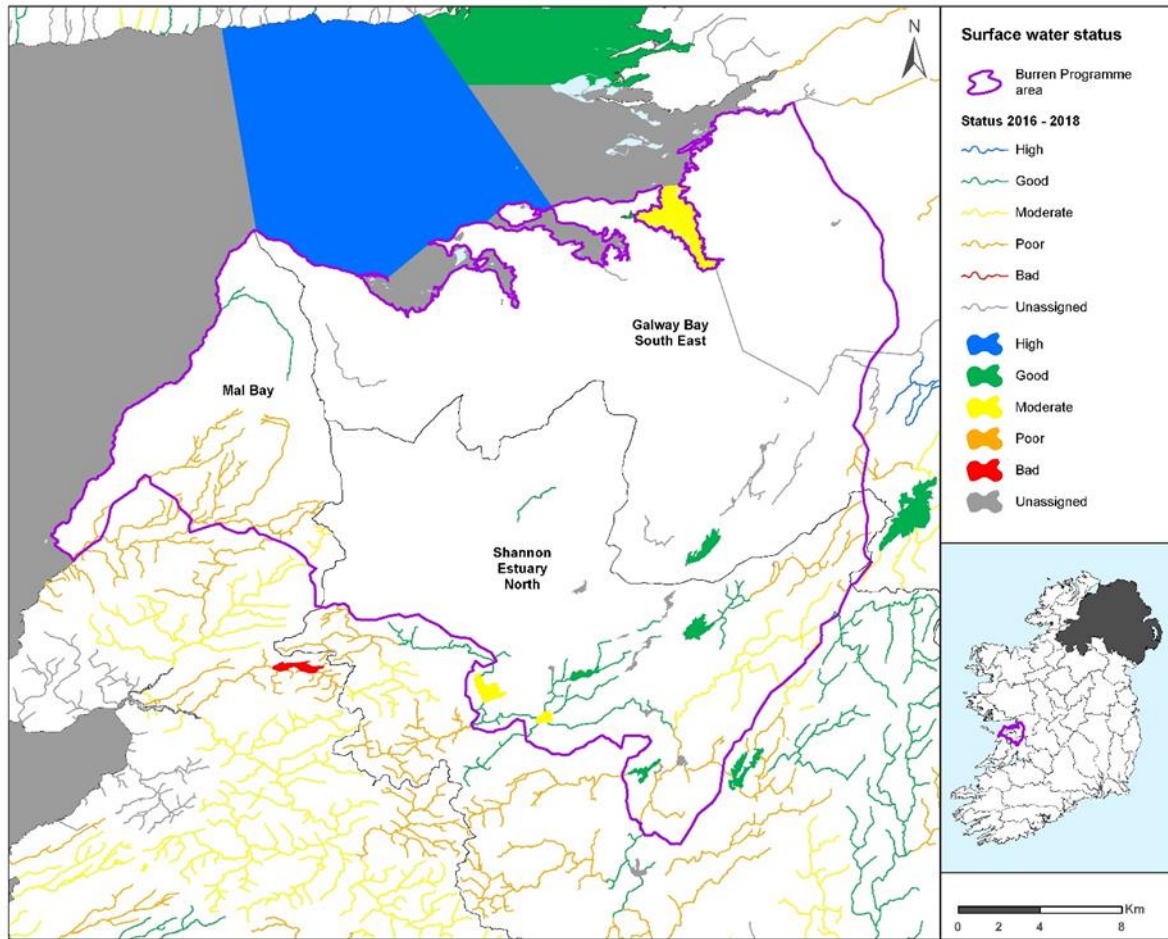 N
Mal Bay
Galway Bay
South East
Shannon
Estuary
North
Surface water status
Burren Programme
area
Status 2016 - 2018
High
Good
Moderate
Poor
Bad
Unassigned
High
Good
Moderate
Poor
Bad
Unassigned
Km
0 2 4 8